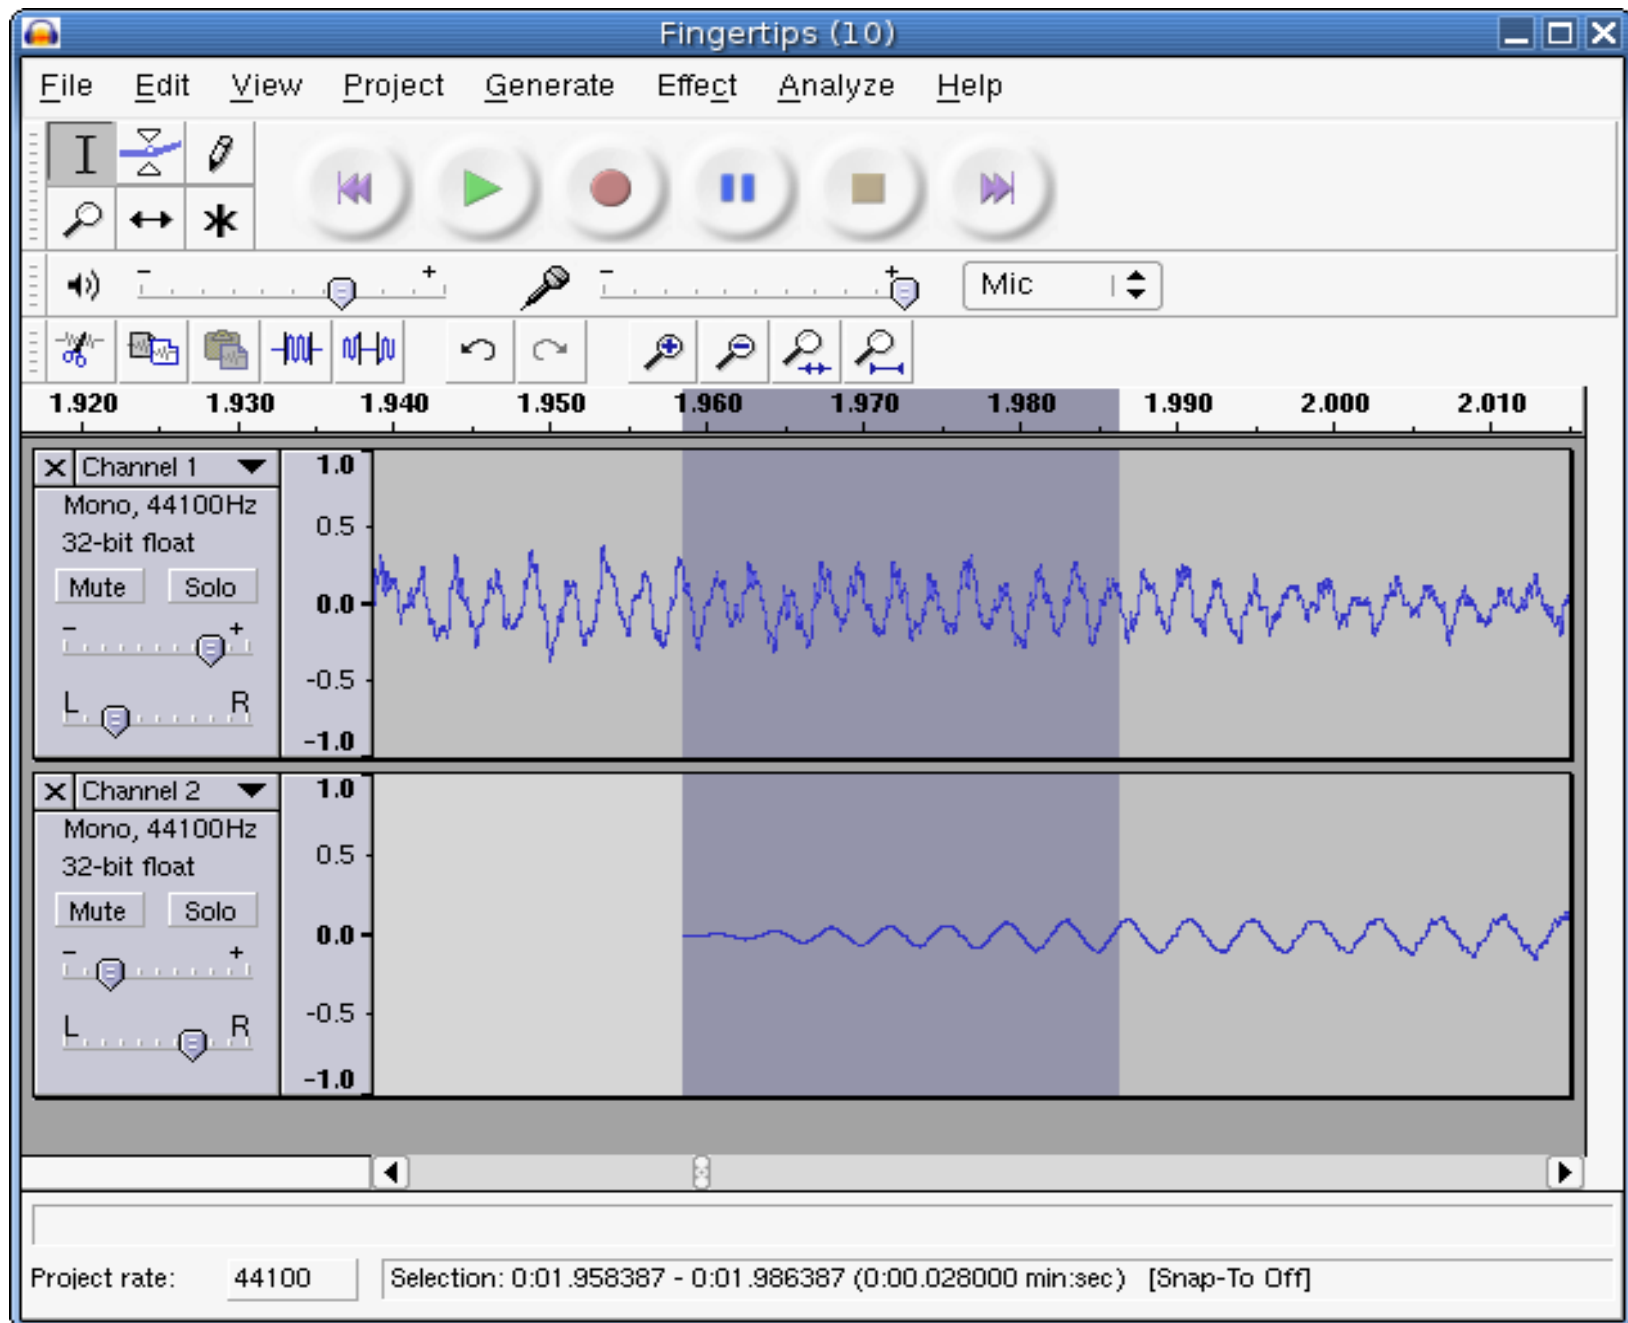 Fingertips (10)
File Edit View Project Generate Effect Analyze Help
- + - + Mic
1.920 1.930 1.940 1.950 1.960 1.970 1.980 1.990 2.000 2.010
Channel 1
Mono, 44100Hz
32-bit float
Mute Solo
- +
L R
1.0
0.5
0.0
-0.5
-1.0
Channel 2
Mono, 44100Hz
32-bit float
Mute Solo
- +
L R
1.0
0.5
0.0
-0.5
-1.0
Project rate: 44100 Selection: 0:01.958387 - 0:01.986387 (0:00.028000 min:sec) [Snap-To Off]